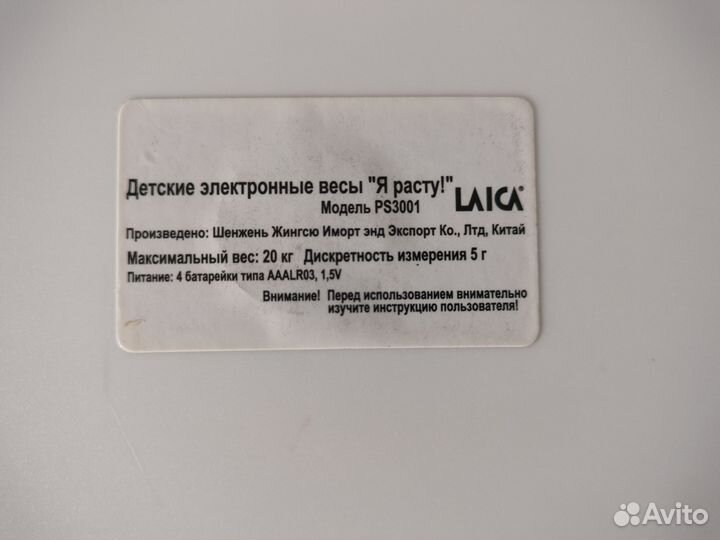 Детские электронные весы "Я расту!"
LAICA®
Модель PS3001
Произведено: Шенжень Жингсю Иморт энд Экспорт Ко., Лтд, Китай
Максимальный вес: 20 кг Дискретность измерения 5 г
Питание: 4 батарейки типа AAALR03, 1,5V
Внимание! Перед использованием внимательно
изучите инструкцию пользователя!
Avito